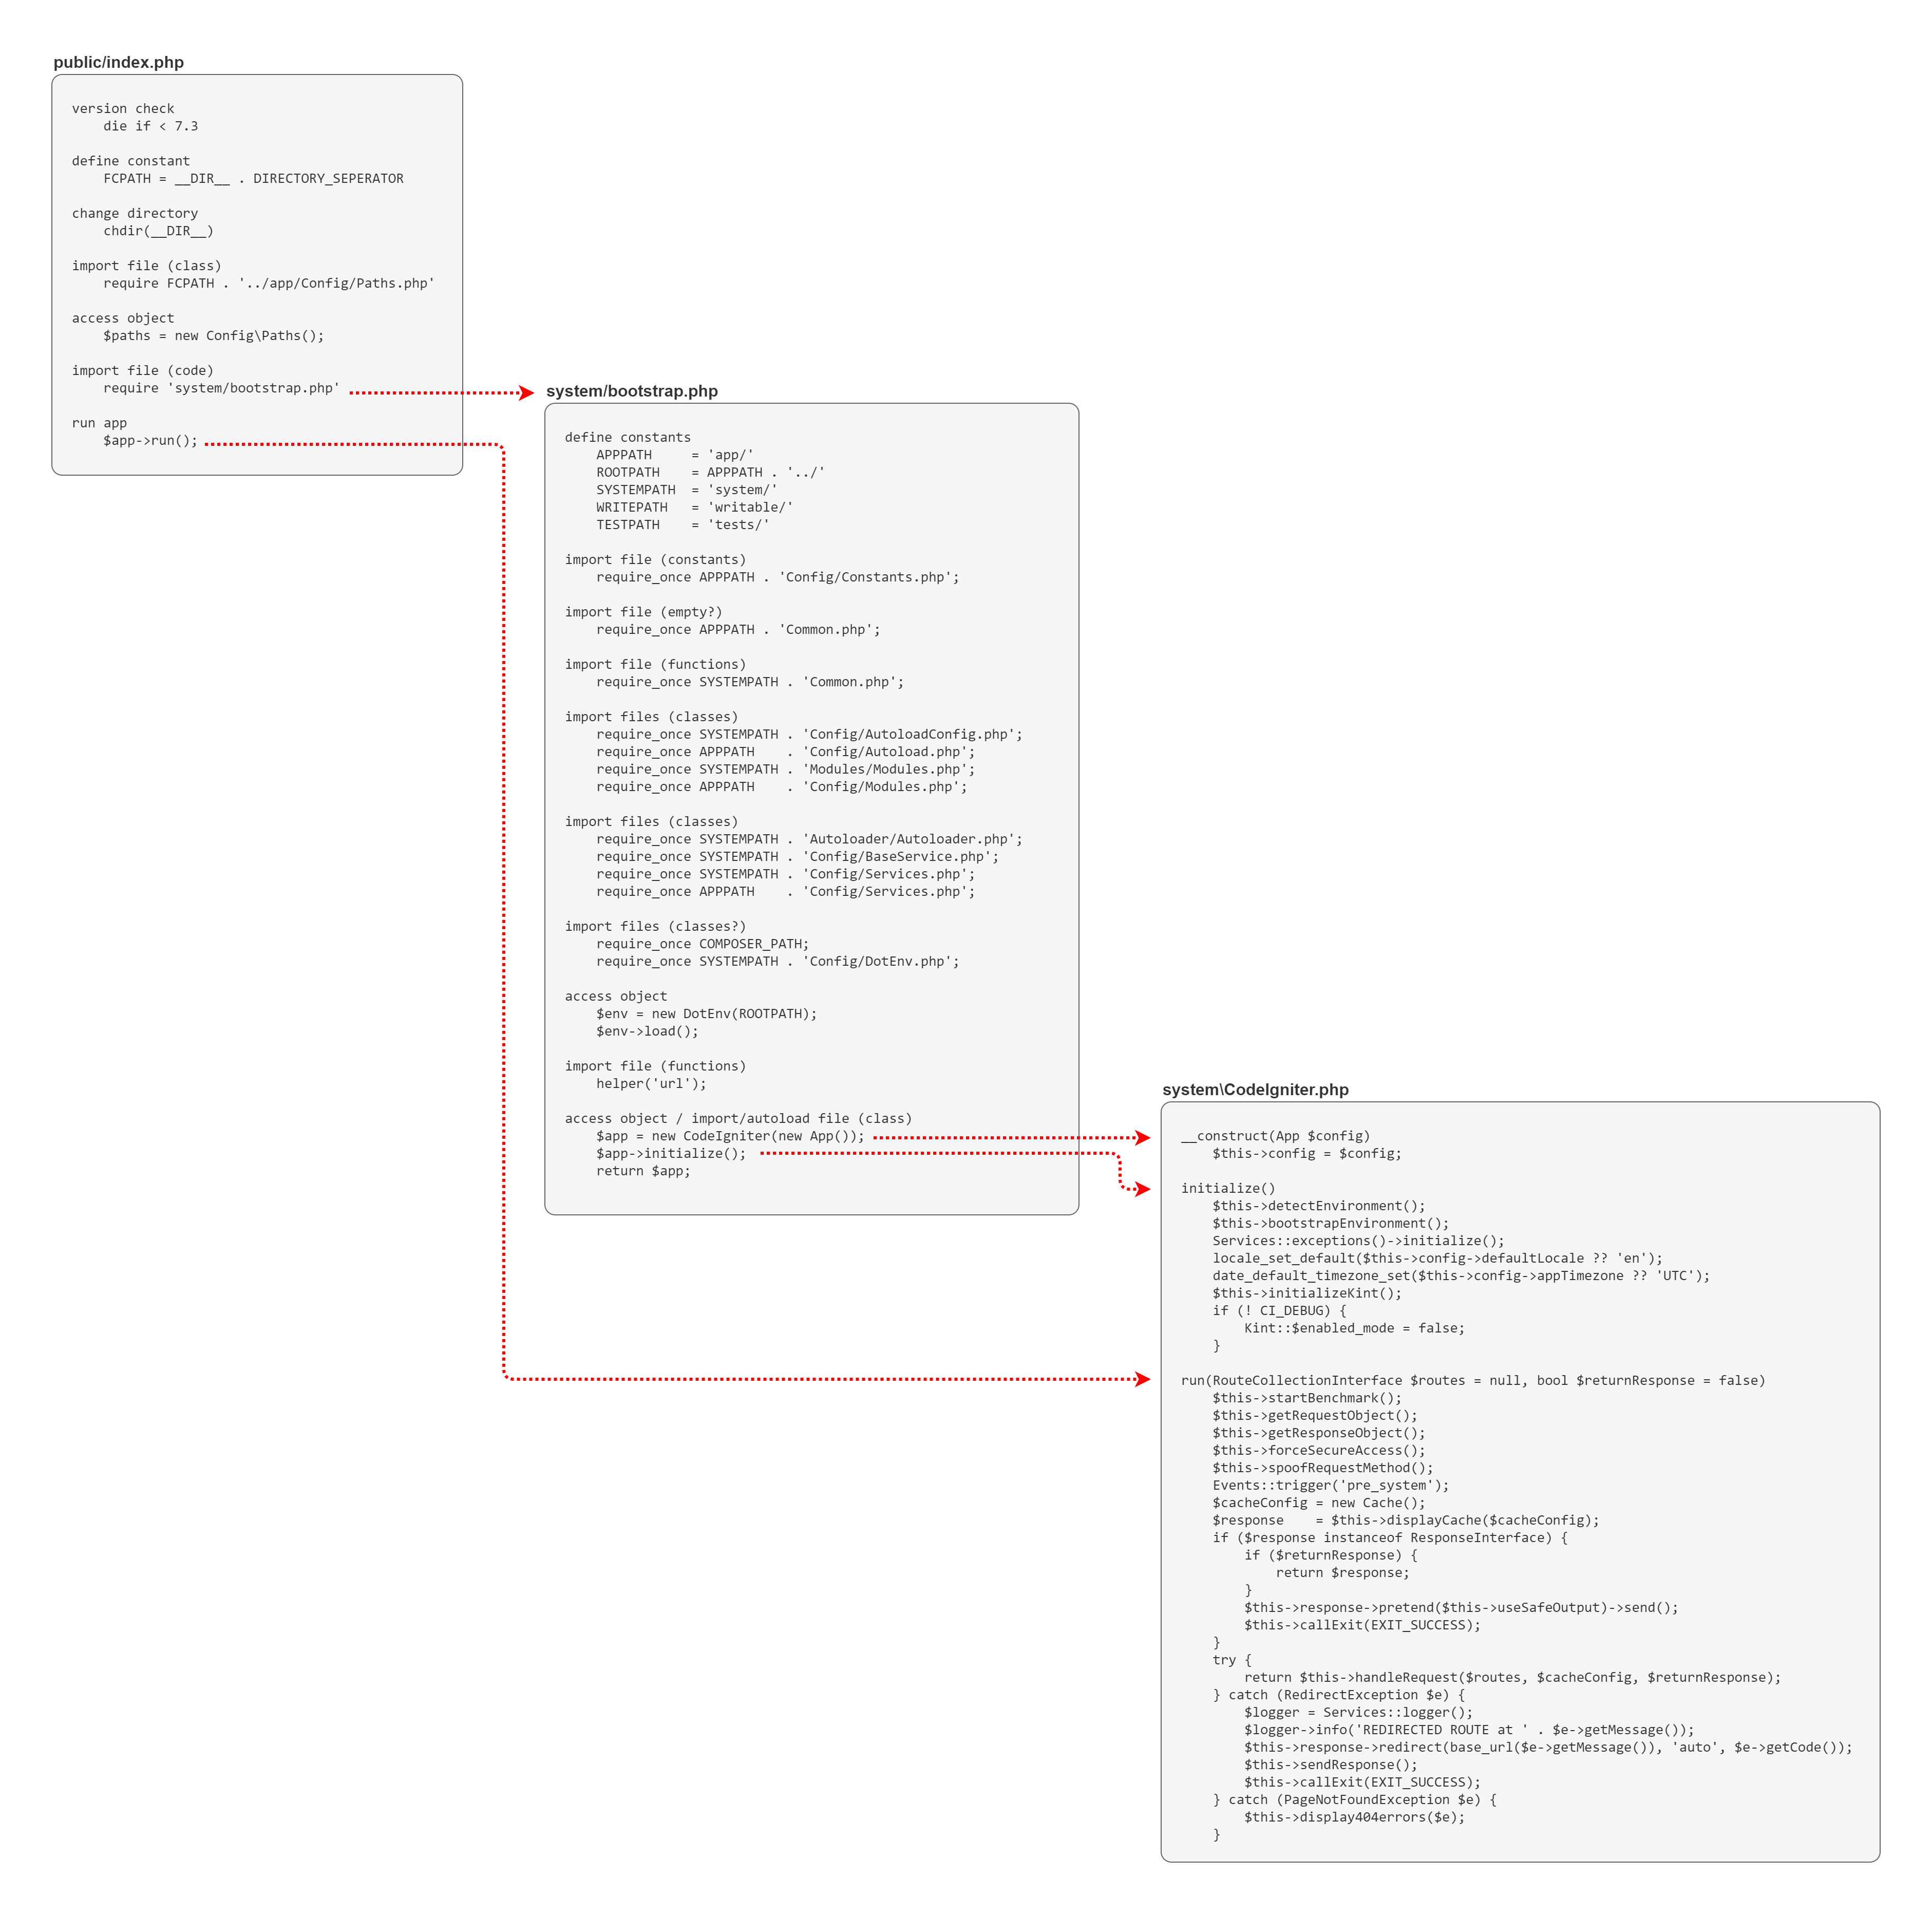 public/index.php
version check
    die if < 7.3
define constant
    FCPATH = __DIR__ . DIRECTORY_SEPERATOR
change directory
    chdir(__DIR__)
import file (class)
    require FCPATH . '../app/Config/Paths.php'
access object
    $paths = new Config\Paths();
import file (code)
    require 'system/bootstrap.php'
run app
    $app->run();
system/bootstrap.php
define constants
    APPPATH     = 'app/'
    ROOTPATH    = APPPATH . '../'
    SYSTEMPATH  = 'system/'
    WRITEPATH   = 'writable/'
    TESTPATH    = 'tests/'
import file (constants)
    require_once APPPATH . 'Config/Constants.php';
import file (empty?)
    require_once APPPATH . 'Common.php';
import file (functions)
    require_once SYSTEMPATH . 'Common.php';
import files (classes)
    require_once SYSTEMPATH . 'Config/AutoloadConfig.php';
    require_once APPPATH    . 'Config/Autoload.php';
    require_once SYSTEMPATH . 'Modules/Modules.php';
    require_once APPPATH    . 'Config/Modules.php';
import files (classes)
    require_once SYSTEMPATH . 'Autoloader/Autoloader.php';
    require_once SYSTEMPATH . 'Config/BaseService.php';
    require_once SYSTEMPATH . 'Config/Services.php';
    require_once APPPATH    . 'Config/Services.php';
import files (classes?)
    require_once COMPOSER_PATH;
    require_once SYSTEMPATH . 'Config/DotEnv.php';
access object
    $env = new DotEnv(ROOTPATH);
    $env->load();
import file (functions)
    helper('url');
access object / import/autoload file (class)
    $app = new CodeIgniter(new App());
    $app->initialize();
    return $app;
system\CodeIgniter.php
__construct(App $config)
    $this->config = $config;
initialize()
    $this->detectEnvironment();
    $this->bootstrapEnvironment();
    Services::exceptions()->initialize();
    locale_set_default($this->config->defaultLocale ?? 'en');
    date_default_timezone_set($this->config->appTimezone ?? 'UTC');
    $this->initializeKint();
    if (! CI_DEBUG) {
        Kint::$enabled_mode = false;
    }
run(RouteCollectionInterface $routes = null, bool $returnResponse = false)
    $this->startBenchmark();
    $this->getRequestObject();
    $this->getResponseObject();
    $this->forceSecureAccess();
    $this->spoofRequestMethod();
    Events::trigger('pre_system');
    $cacheConfig = new Cache();
    $response    = $this->displayCache($cacheConfig);
    if ($response instanceof ResponseInterface) {
        if ($returnResponse) {
            return $response;
        }
        $this->response->pretend($this->useSafeOutput)->send();
        $this->callExit(EXIT_SUCCESS);
    }
    try {
        return $this->handleRequest($routes, $cacheConfig, $returnResponse);
    } catch (RedirectException $e) {
        $logger = Services::logger();
        $logger->info('REDIRECTED ROUTE at ' . $e->getMessage());
        $this->response->redirect(base_url($e->getMessage()), 'auto', $e->getCode());
        $this->sendResponse();
        $this->callExit(EXIT_SUCCESS);
    } catch (PageNotFoundException $e) {
        $this->display404errors($e);
    }